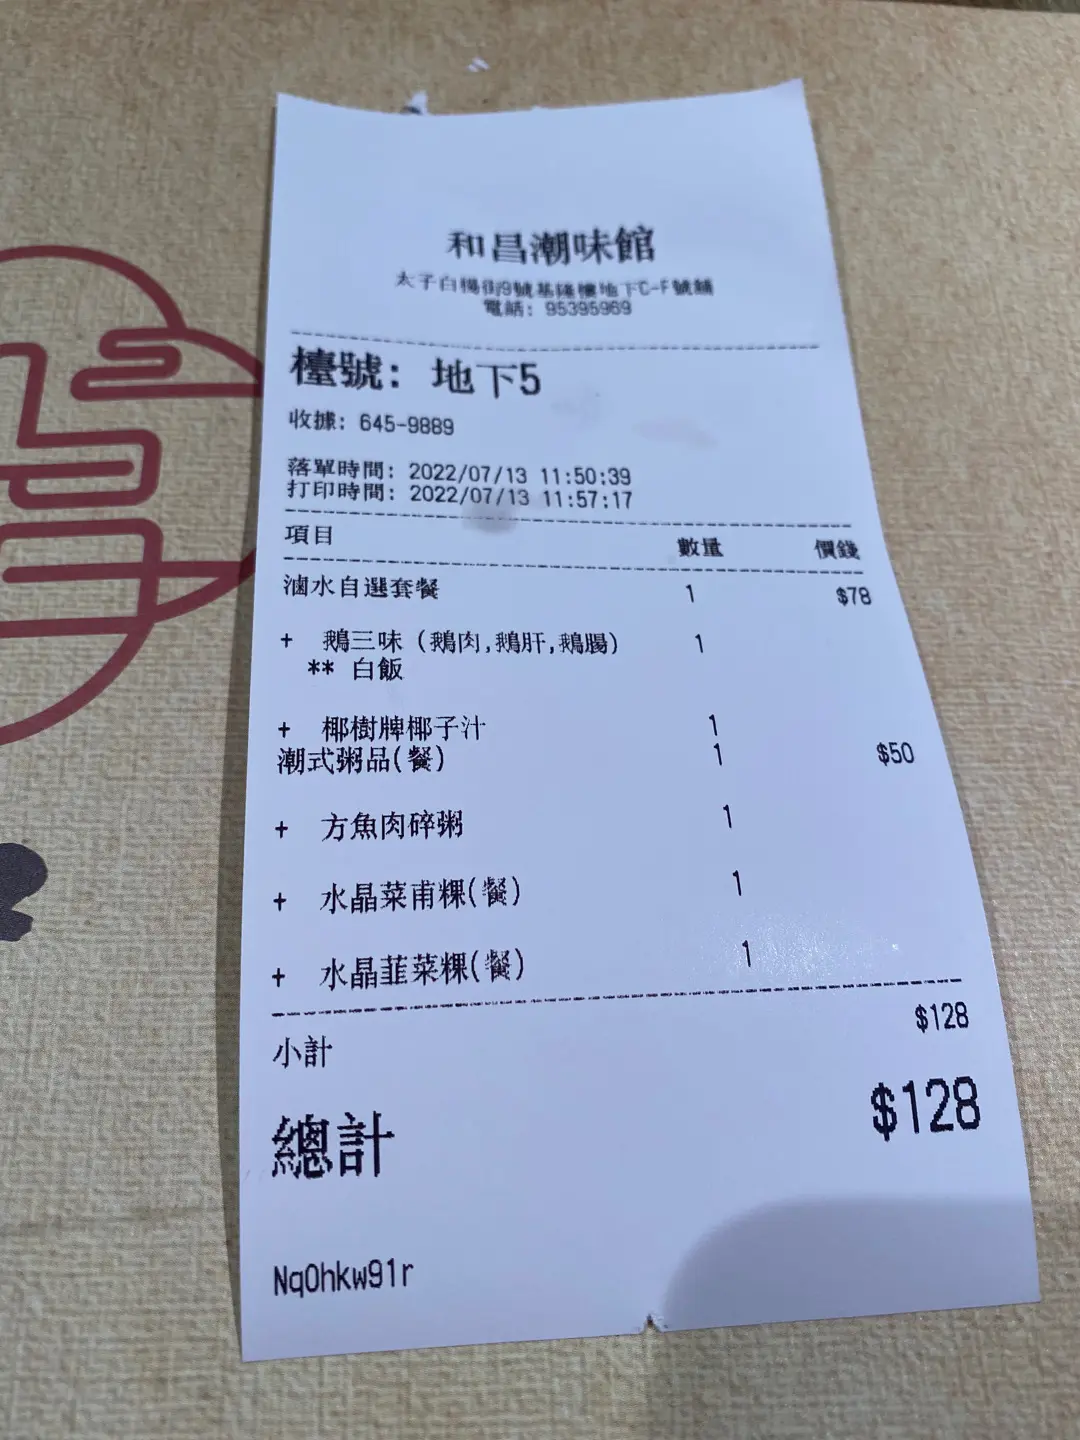 和昌潮味館
太子白楊街9號基隆樓地下C-F號舖
電話: 95395969
檯號: 地下5
收據: 645-9889
落單時間: 2022/07/13 11:50:39
打印時間: 2022/07/13 11:57:17
項目 數量 價錢
滷水自選套餐 1 $78
+ 鵝三味 (鵝肉,鵝肝,鵝腸) 1
** 白飯
+ 椰樹牌椰子汁 1
潮式粥品(餐) 1 $50
+ 方魚肉碎粥 1
+ 水晶菜甫粿(餐) 1
+ 水晶韮菜粿(餐) 1
小計 $128
總計 $128
Nq0hkw91r